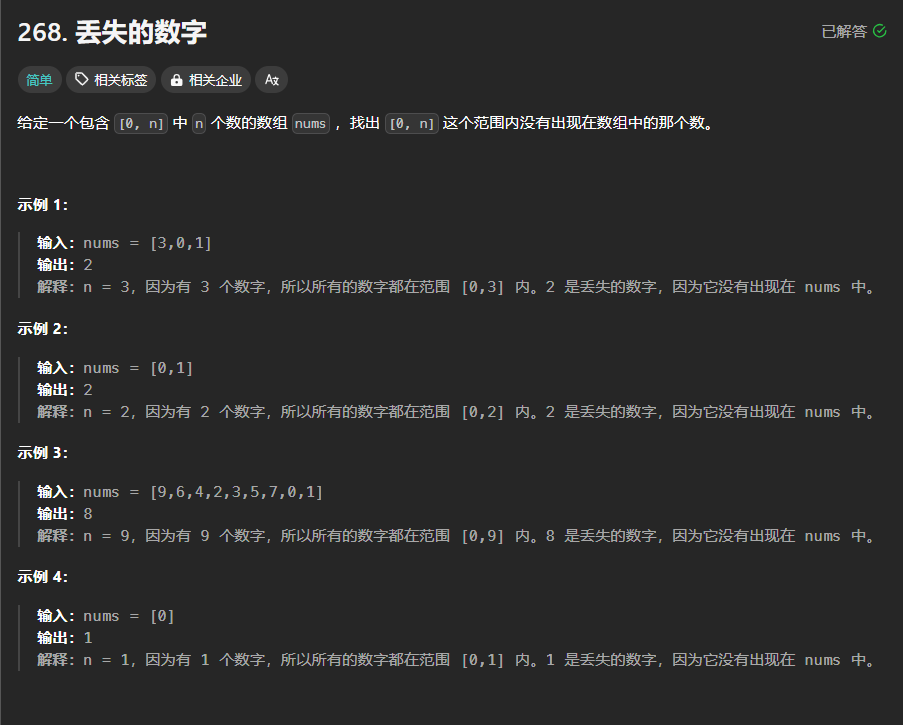 268. 丢失的数字
已解答
简单 相关标签 相关企业 Aあ
给定一个包含 [0, n] 中 n 个数的数组 nums ，找出 [0, n] 这个范围内没有出现在数组中的那个数。
示例 1：
输入：nums = [3,0,1]
输出：2
解释：n = 3，因为有 3 个数字，所以所有的数字都在范围 [0,3] 内。2 是丢失的数字，因为它没有出现在 nums 中。
示例 2：
输入：nums = [0,1]
输出：2
解释：n = 2，因为有 2 个数字，所以所有的数字都在范围 [0,2] 内。2 是丢失的数字，因为它没有出现在 nums 中。
示例 3：
输入：nums = [9,6,4,2,3,5,7,0,1]
输出：8
解释：n = 9，因为有 9 个数字，所以所有的数字都在范围 [0,9] 内。8 是丢失的数字，因为它没有出现在 nums 中。
示例 4：
输入：nums = [0]
输出：1
解释：n = 1，因为有 1 个数字，所以所有的数字都在范围 [0,1] 内。1 是丢失的数字，因为它没有出现在 nums 中。